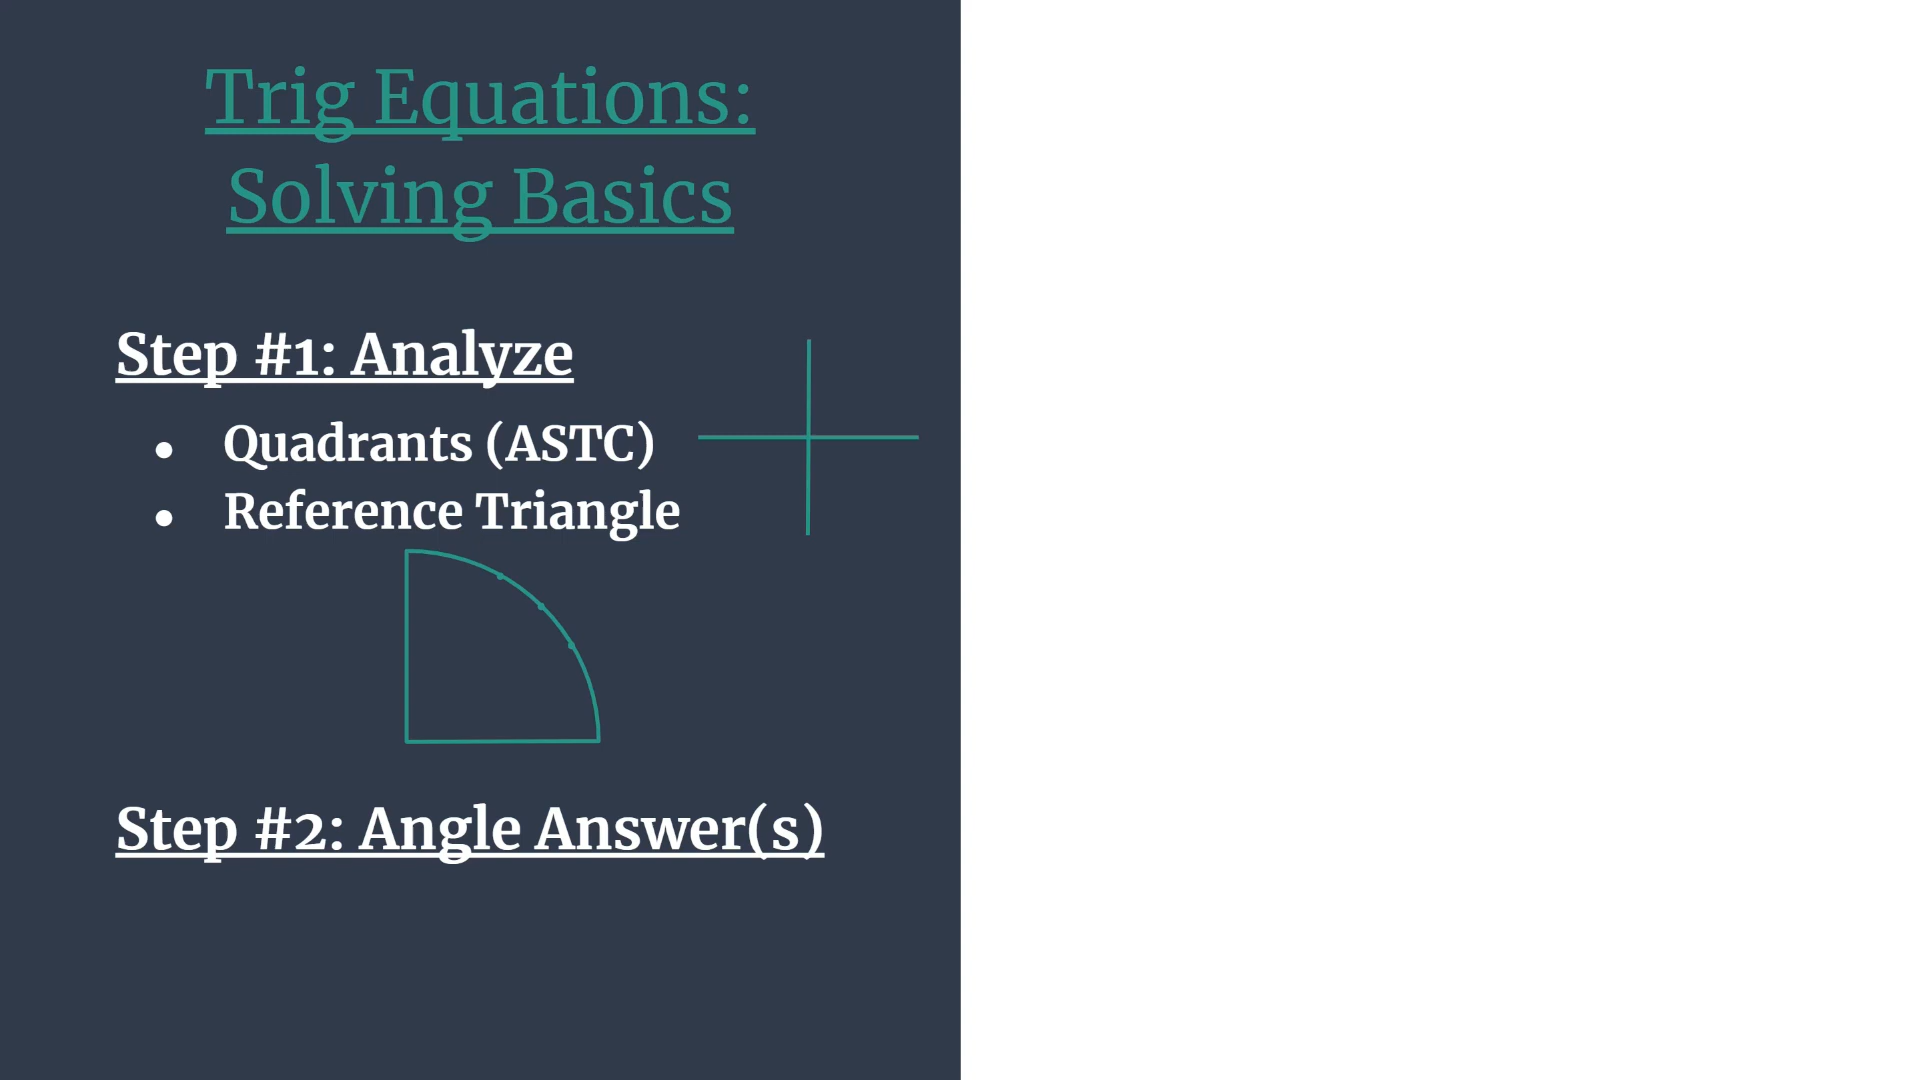 Trig Equations:
Solving Basics
Step #1: Analyze
● Quadrants (ASTC)
● Reference Triangle
Step #2: Angle Answer(s)